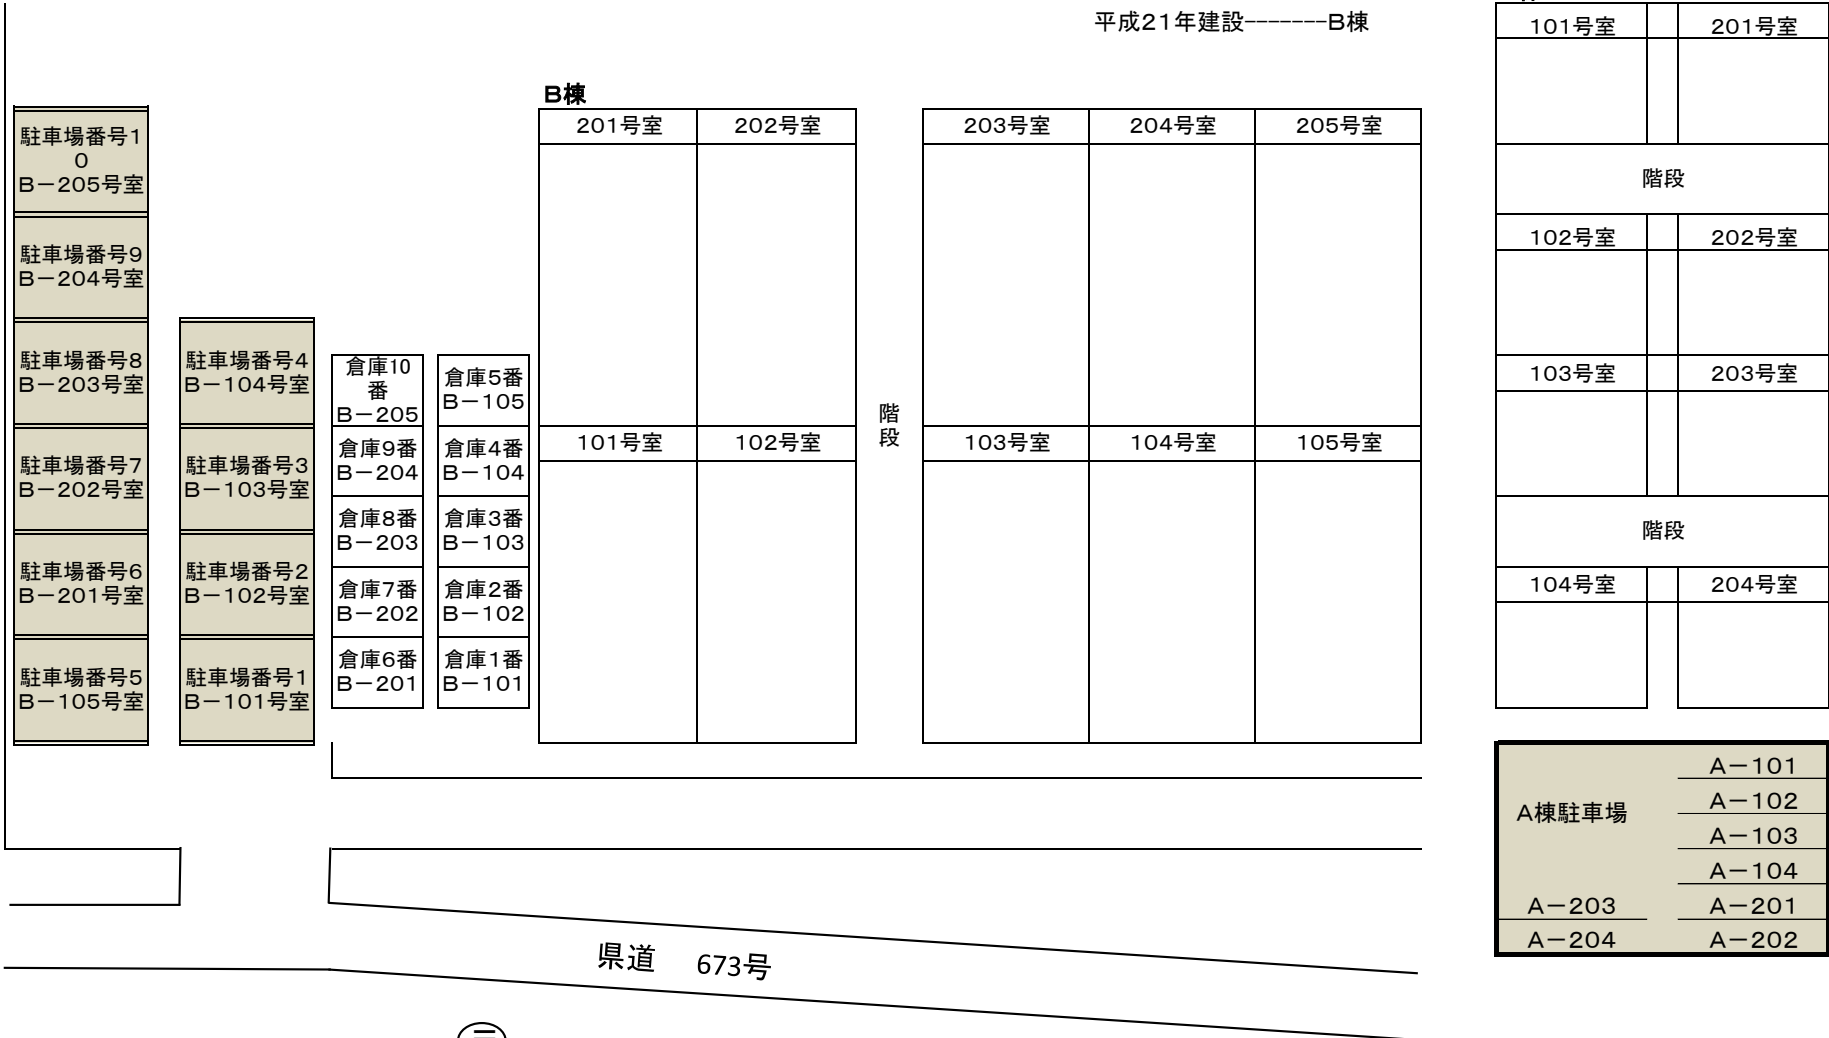 平成21年建設-------B棟
B棟
201号室
202号室
203号室
204号室
205号室
101号室
102号室
階
段
103号室
104号室
105号室
駐車場番号1
0
B-205号室
駐車場番号9
B-204号室
駐車場番号8
B-203号室
駐車場番号7
B-202号室
駐車場番号6
B-201号室
駐車場番号5
B-105号室
駐車場番号4
B-104号室
駐車場番号3
B-103号室
駐車場番号2
B-102号室
駐車場番号1
B-101号室
倉庫10
番
B-205
倉庫9番
B-204
倉庫8番
B-203
倉庫7番
B-202
倉庫6番
B-201
倉庫5番
B-105
倉庫4番
B-104
倉庫3番
B-103
倉庫2番
B-102
倉庫1番
B-101
101号室
201号室
階段
102号室
202号室
103号室
203号室
階段
104号室
204号室
A棟駐車場
A-101
A-102
A-103
A-104
A-203
A-201
A-204
A-202
県道 673号